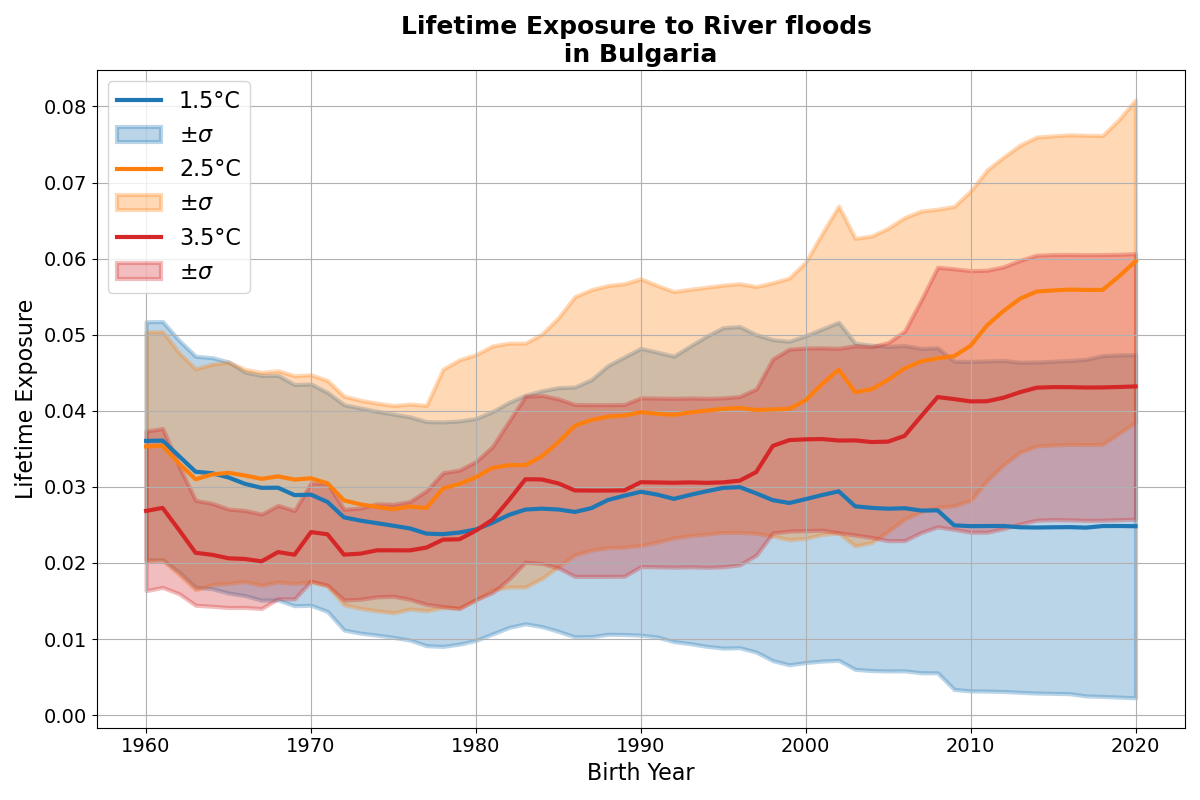 Lifetime Exposure to River floods
in Bulgaria
1.5°C
±σ
2.5°C
±σ
3.5°C
±σ
Lifetime Exposure
0.08
0.07
0.06
0.05
0.04
0.03
0.02
0.01
0.00
1960 1970 1980 1990 2000 2010 2020
Birth Year